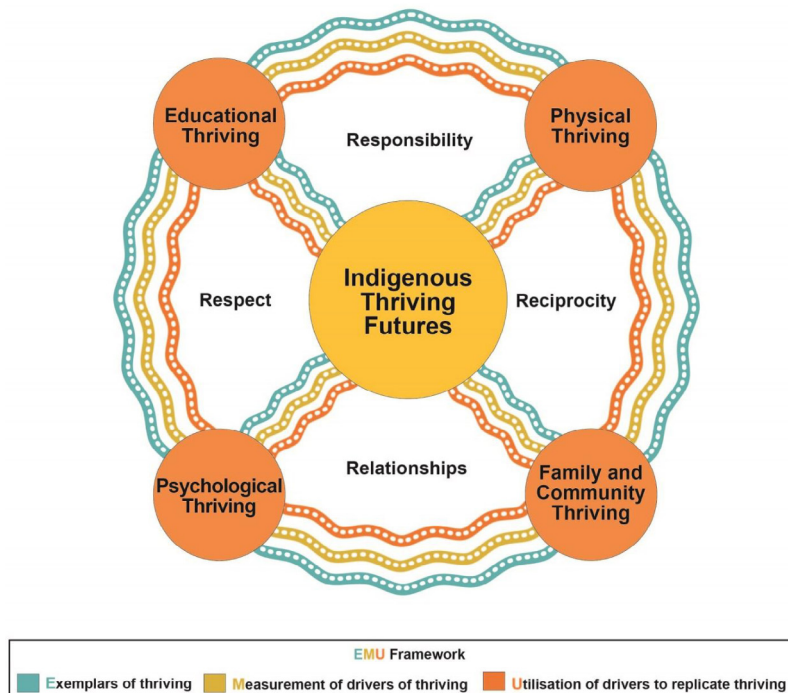 Educational
Thriving
Physical
Thriving
Responsibility
Indigenous
Thriving
Futures
Respect
Reciprocity
Relationships
Psychological
Thriving
Family and
Community
Thriving
EMU Framework
Exemplars of thriving
Measurement of drivers of thriving
Utilisation of drivers to replicate thriving